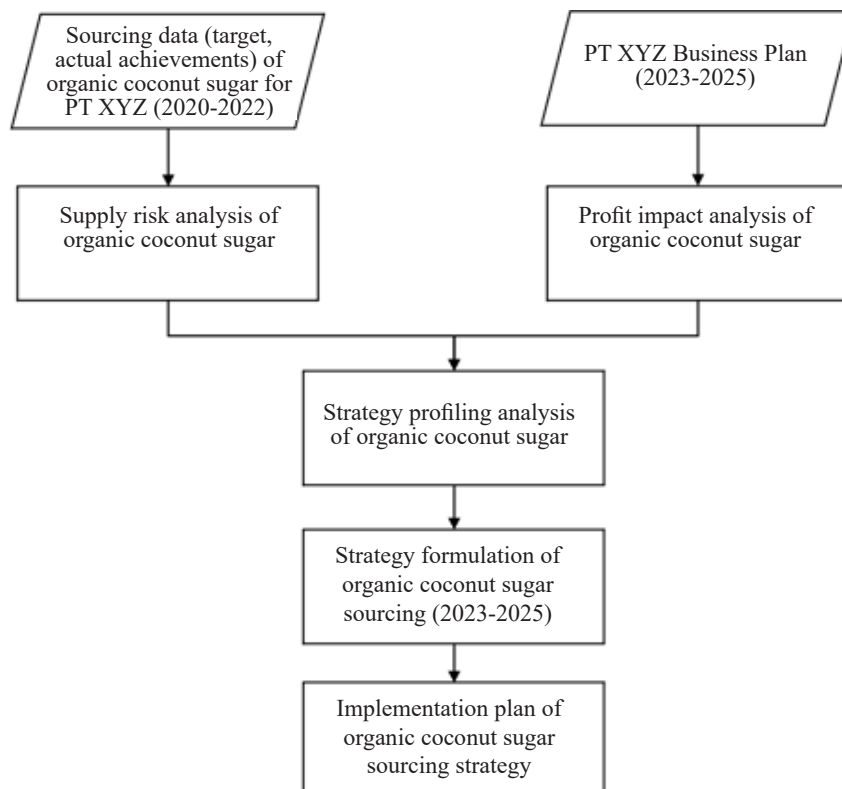 Sourcing data (target,
actual achievements) of
organic coconut sugar for
PT XYZ (2020-2022)
PT XYZ Business Plan
(2023-2025)
Supply risk analysis of
organic coconut sugar
Profit impact analysis of
organic coconut sugar
Strategy profiling analysis
of organic coconut sugar
Strategy formulation of
organic coconut sugar
sourcing (2023-2025)
Implementation plan of
organic coconut sugar
sourcing strategy